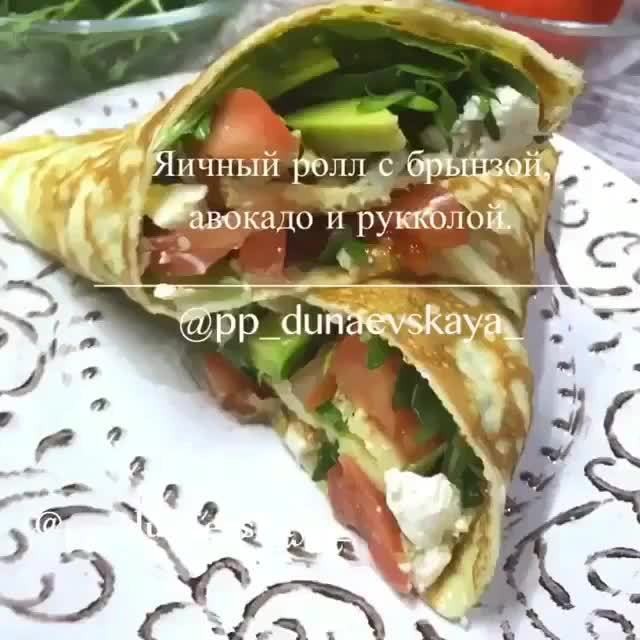 Яичный ролл с брынзой,
авокадо и рукколой.
@pp_dunaevskaya_